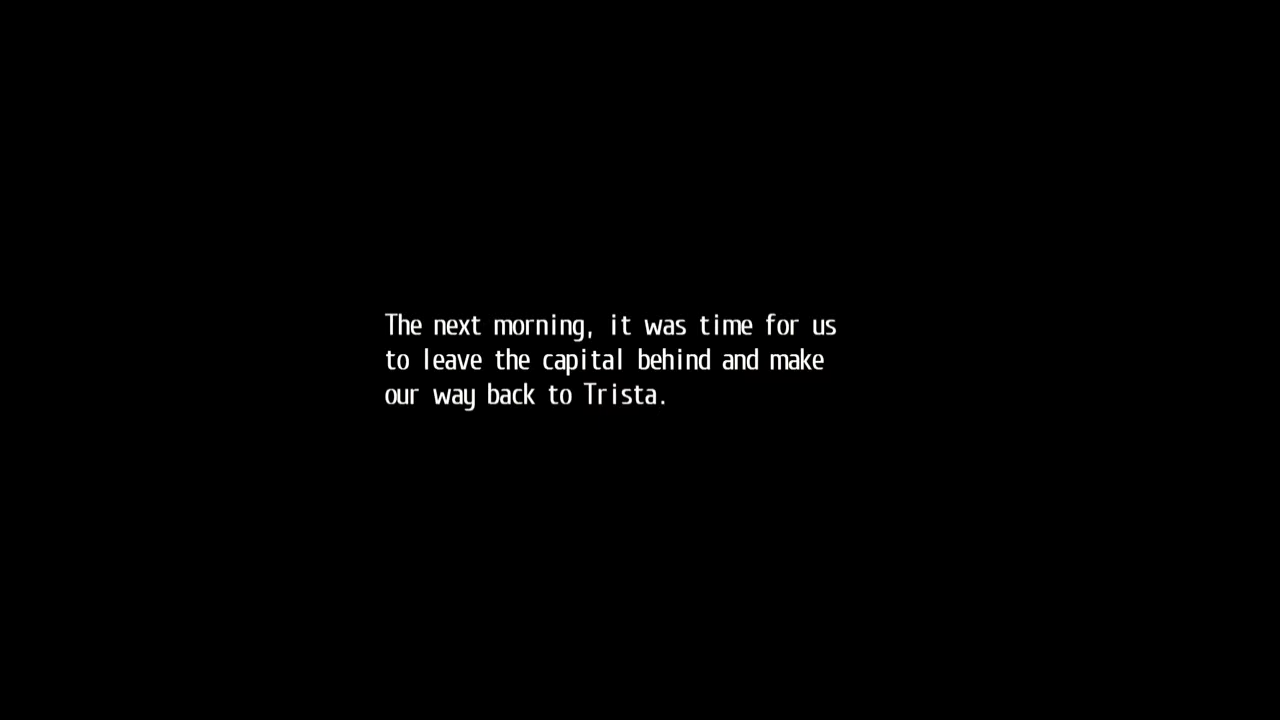 The next morning, it was time for us
to leave the capital behind and make
our way back to Trista.